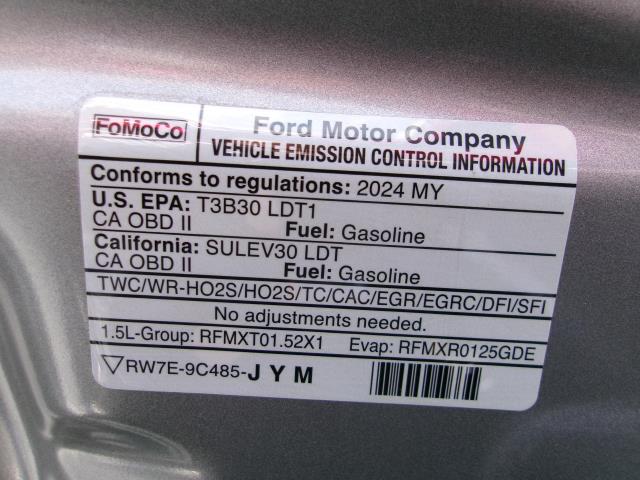 FoMoCo
Ford Motor Company
VEHICLE EMISSION CONTROL INFORMATION
Conforms to regulations: 2024 MY
U.S. EPA: T3B30 LDT1
CA OBD II Fuel: Gasoline
California: SULEV30 LDT
CA OBD II Fuel: Gasoline
TWC/WR-HO2S/HO2S/TC/CAC/EGR/EGRC/DFI/SFI
No adjustments needed.
1.5L-Group: RFMXT01.52X1 Evap: RFMXR0125GDE
RW7E-9C485-JYM